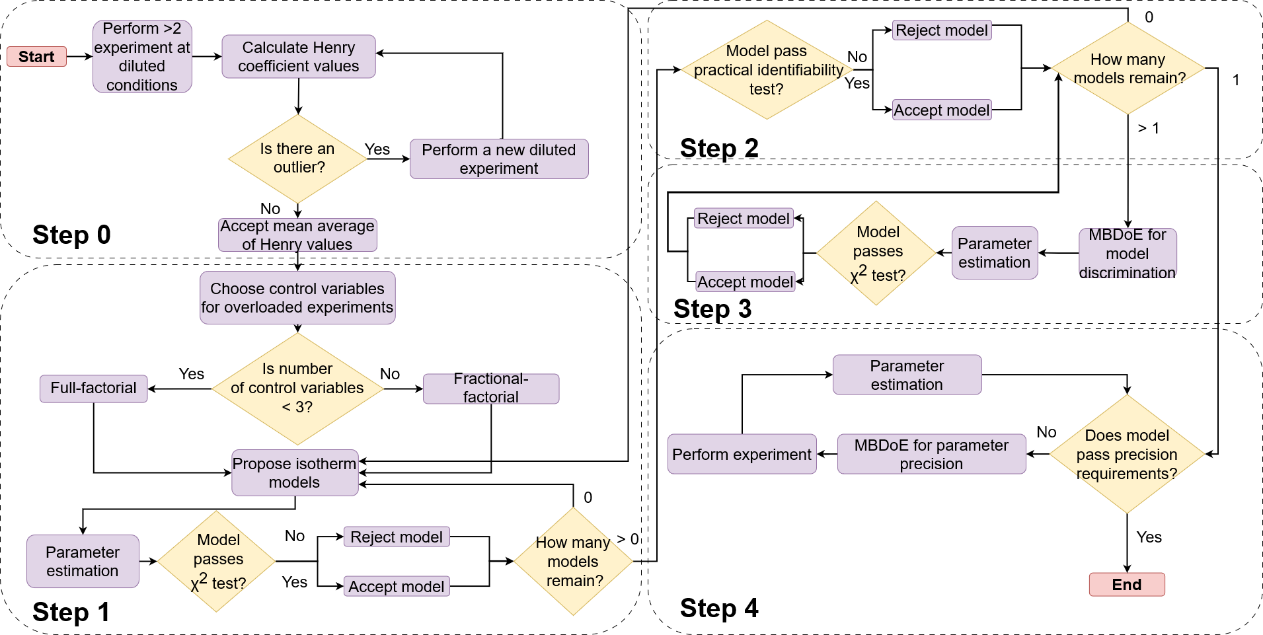 Start
Perform >2
experiment at
diluted
conditions
Calculate Henry
coefficient values
Is there an
outlier?
Yes
Perform a new diluted
experiment
No
Accept mean average
of Henry values
Step 0
Choose control variables
for overloaded experiments
Is number
of control variables
< 3?
Yes
No
Full-factorial
Fractional-
factorial
Propose isotherm
models
Parameter
estimation
Model
passes
χ2 test?
No
Yes
Reject model
Accept model
How many
models
remain?
0
> 0
Step 1
Model pass
practical identifiability
test?
No
Yes
Reject model
Accept model
How many
models remain?
0
1
> 1
Step 2
MBDoE for
model
discrimination
Parameter
estimation
Model
passes
χ2 test?
Reject model
Accept model
Step 3
Parameter
estimation
Perform experiment
MBDoE for parameter
precision
No
Does model
pass precision
requirements?
Yes
End
Step 4